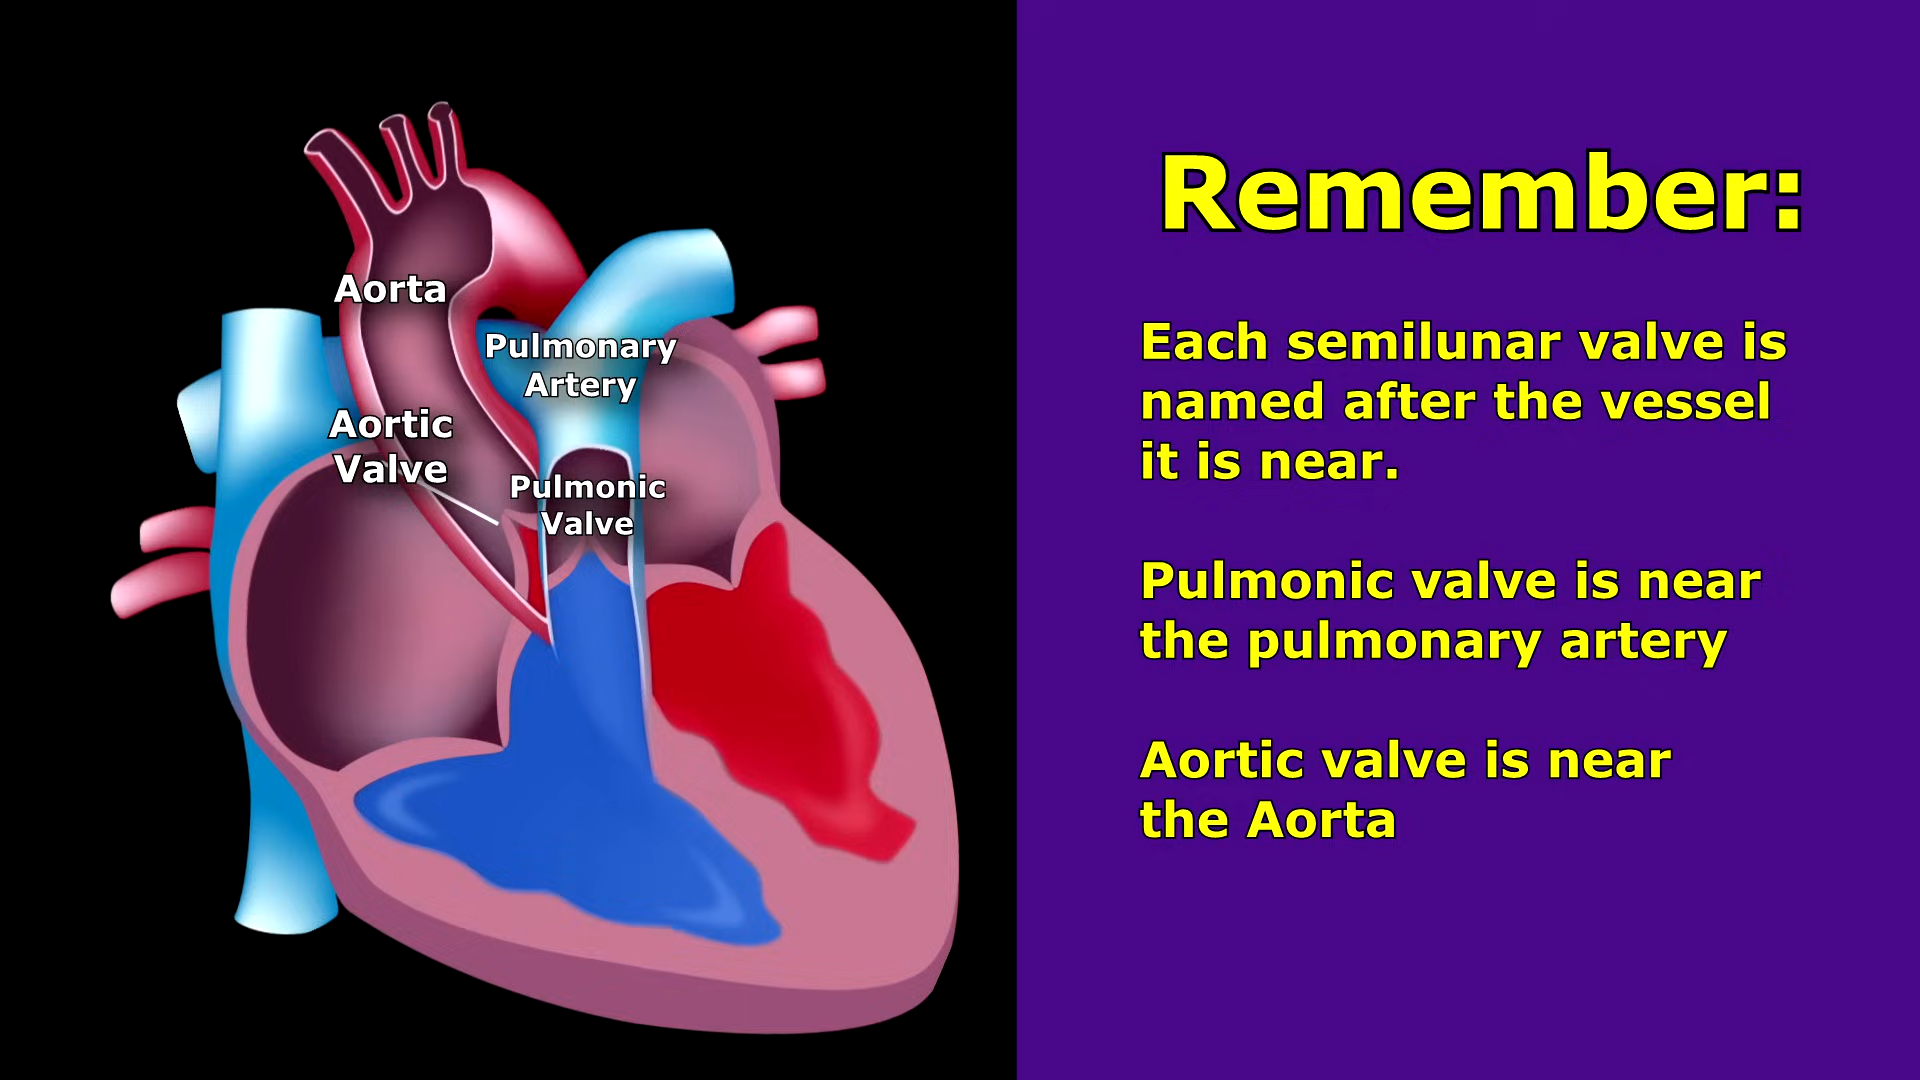 Aorta
Pulmonary
Artery
Aortic
Valve
Pulmonic
Valve
Remember:
Each semilunar valve is
named after the vessel
it is near.
Pulmonic valve is near
the pulmonary artery
Aortic valve is near
the Aorta